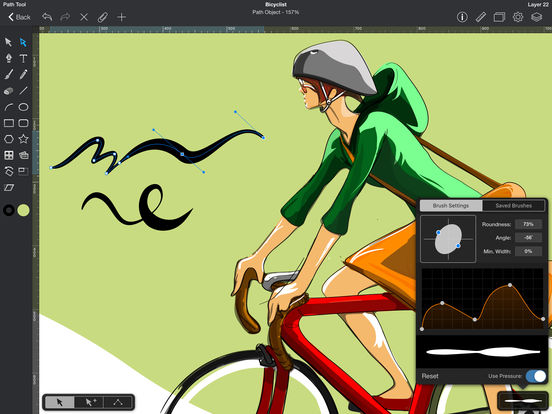 Path Tool
Bicyclist
Layer 22
Back
Path Object - 157%
Brush Settings
Saved Brushes
Roundness: 73%
Angle: -56°
Min. Width: 0%
Reset
Use Pressure: